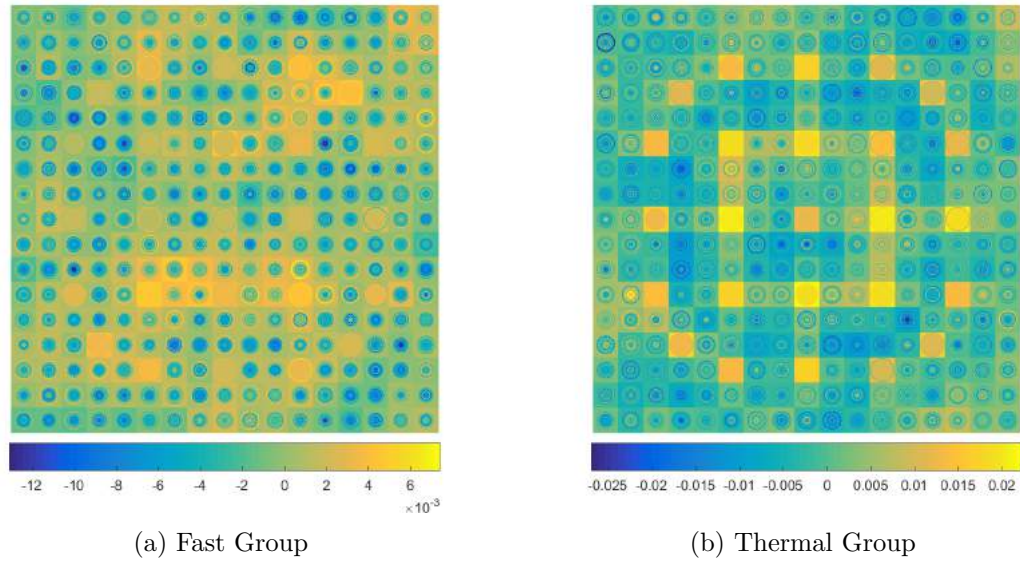 -12 -10 -8 -6 -4 -2 0 2 4 6
×10⁻³
-0.025 -0.02 -0.015 -0.01 -0.005 0 0.005 0.01 0.015 0.02
(a) Fast Group
(b) Thermal Group